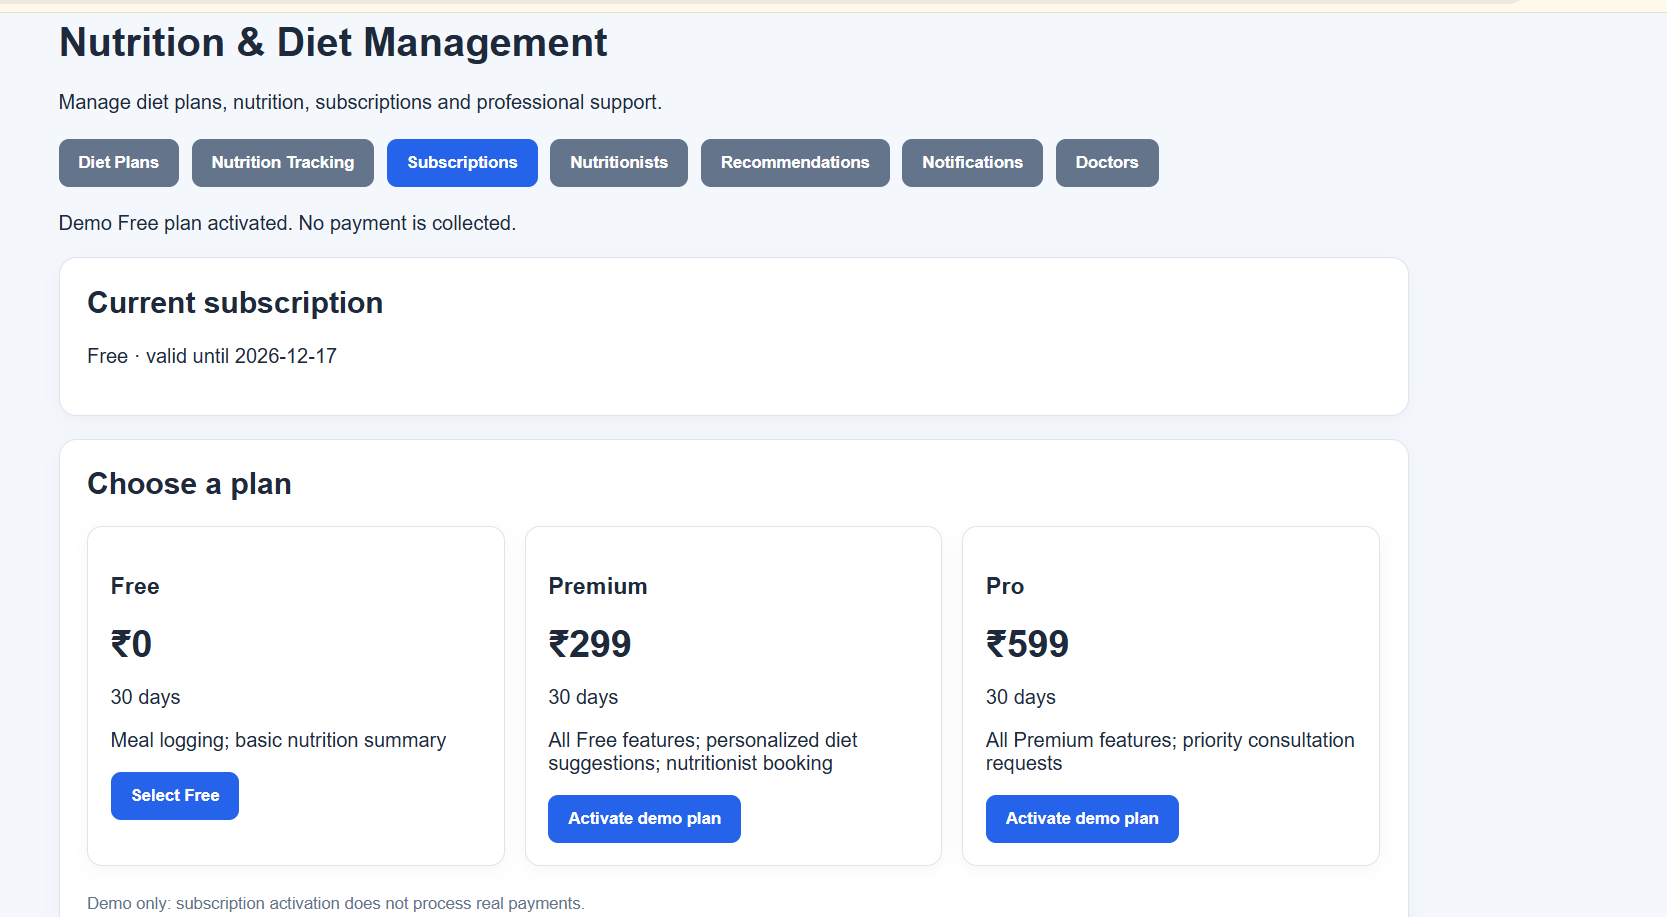 Nutrition & Diet Management
Manage diet plans, nutrition, subscriptions and professional support.
Diet Plans
Nutrition Tracking
Subscriptions
Nutritionists
Recommendations
Notifications
Doctors
Demo Free plan activated. No payment is collected.
Current subscription
Free · valid until 2026-12-17
Choose a plan
Free
₹0
30 days
Meal logging; basic nutrition summary
Select Free
Premium
₹299
30 days
All Free features; personalized diet
suggestions; nutritionist booking
Activate demo plan
Pro
₹599
30 days
All Premium features; priority consultation
requests
Activate demo plan
Demo only: subscription activation does not process real payments.